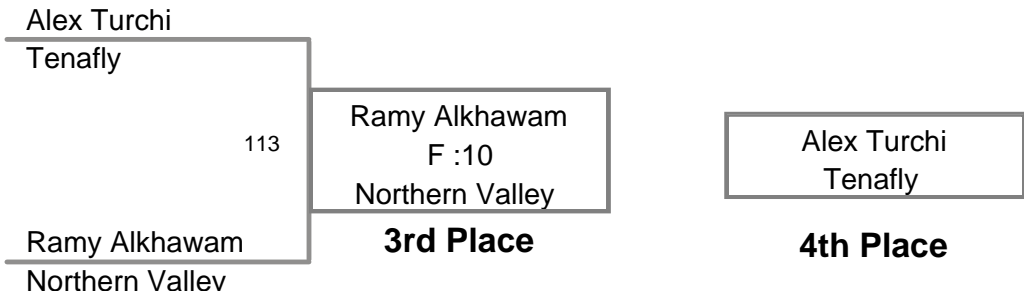 Alex Turchi
Tenafly
113
Ramy Alkhawam
F :10
Northern Valley
3rd Place
Ramy Alkhawam
Northern Valley
Alex Turchi
Tenafly
4th Place